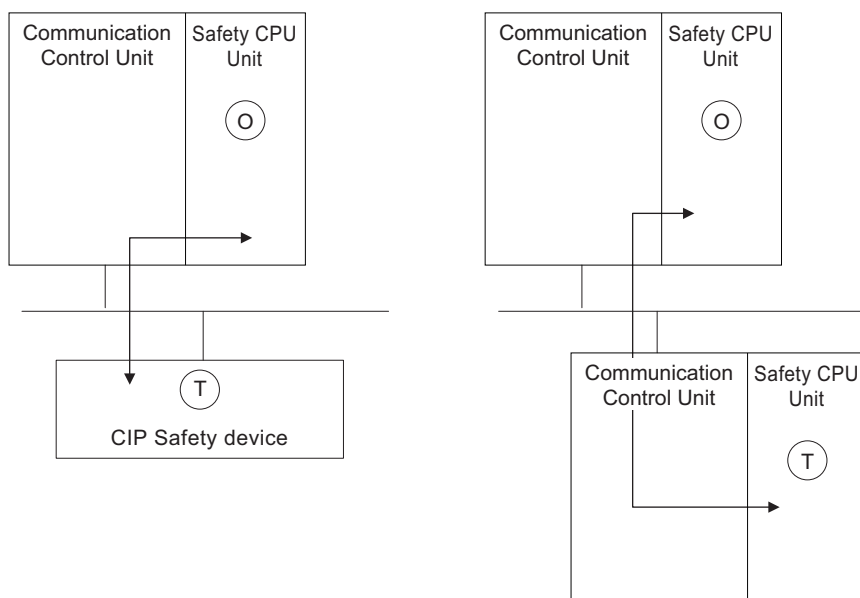 Communication
Control Unit
Safety CPU
Unit
O
T
CIP Safety device
Communication
Control Unit
Safety CPU
Unit
O
Communication
Control Unit
Safety CPU
Unit
T